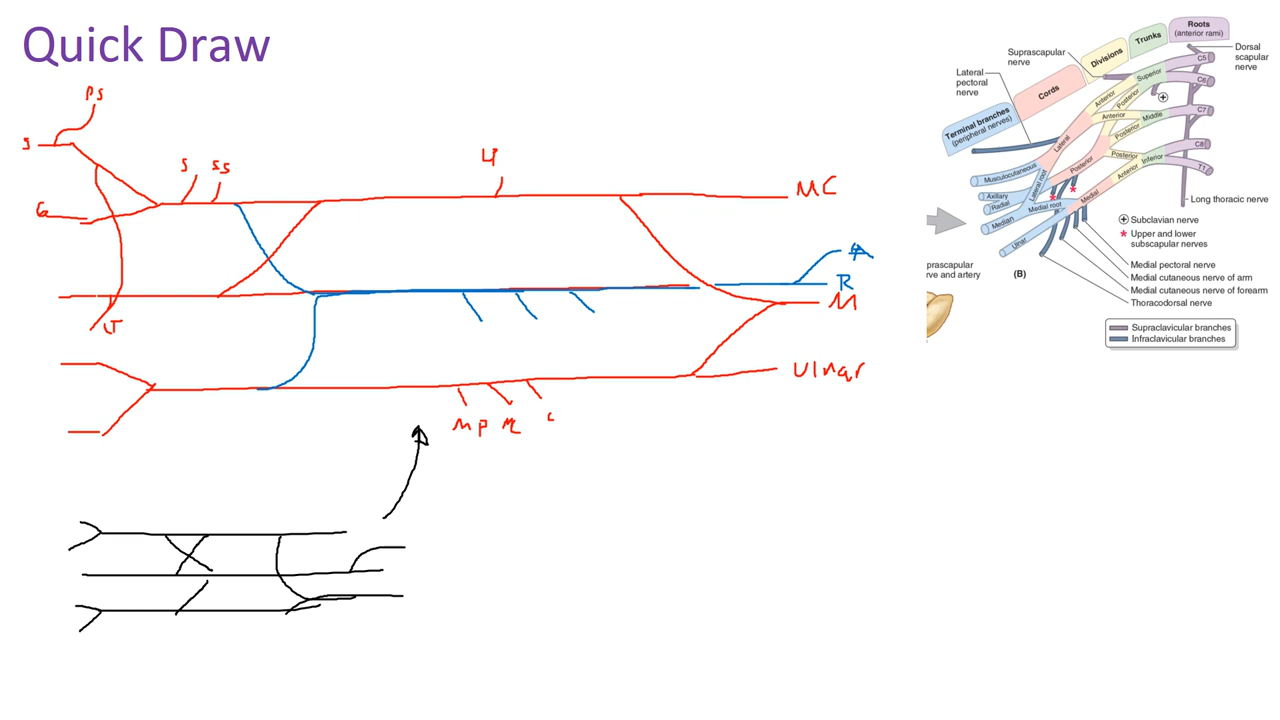 Quick Draw
PS
5
6
S
SS
LT
MC
A
R
M
Ulnar
MP
Roots
(anterior rami)
Trunks
Divisions
Cords
Terminal branches
(peripheral nerves)
Suprascapular
nerve
Lateral
pectoral
nerve
Dorsal
scapular
nerve
C5
C6
C7
C8
T1
Superior
Middle
Inferior
Anterior
Posterior
Anterior
Posterior
Posterior
Anterior
Lateral
Posterior
Medial
Musculocutaneous
Axillary
Radial
Median
Ulnar
Lateral root
Medial root
Long thoracic nerve
Subclavian nerve
* Upper and lower
subscapular nerves
Medial pectoral nerve
Medial cutaneous nerve of arm
Medial cutaneous nerve of forearm
Thoracodorsal nerve
(B)
prascapular
rve and artery
Supraclavicular branches
Infraclavicular branches